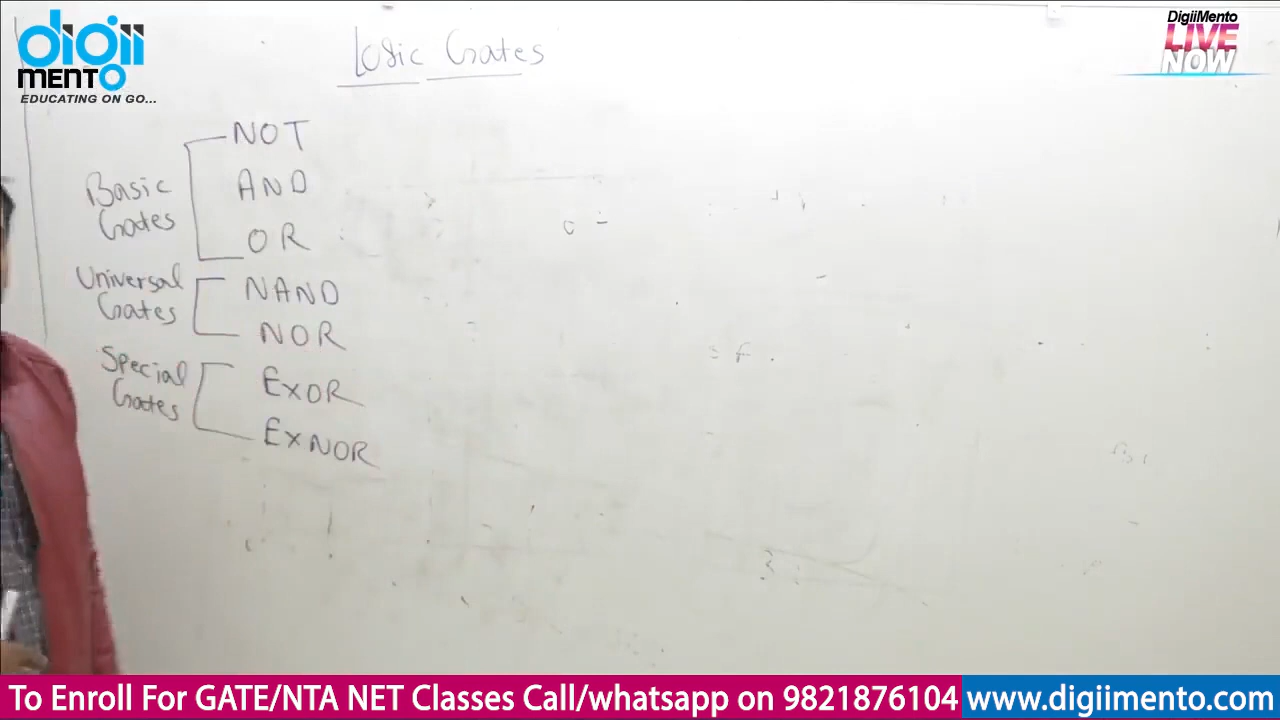 digii
MENTO
EDUCATING ON GO...
DigiiMento
LIVE
NOW
Logic Gates
NOT
AND
OR
Basic
Gates
NAND
NOR
Universal
Gates
EXOR
EXNOR
Special
Gates
To Enroll For GATE/NTA NET Classes Call/whatsapp on 9821876104
www.digiimento.com